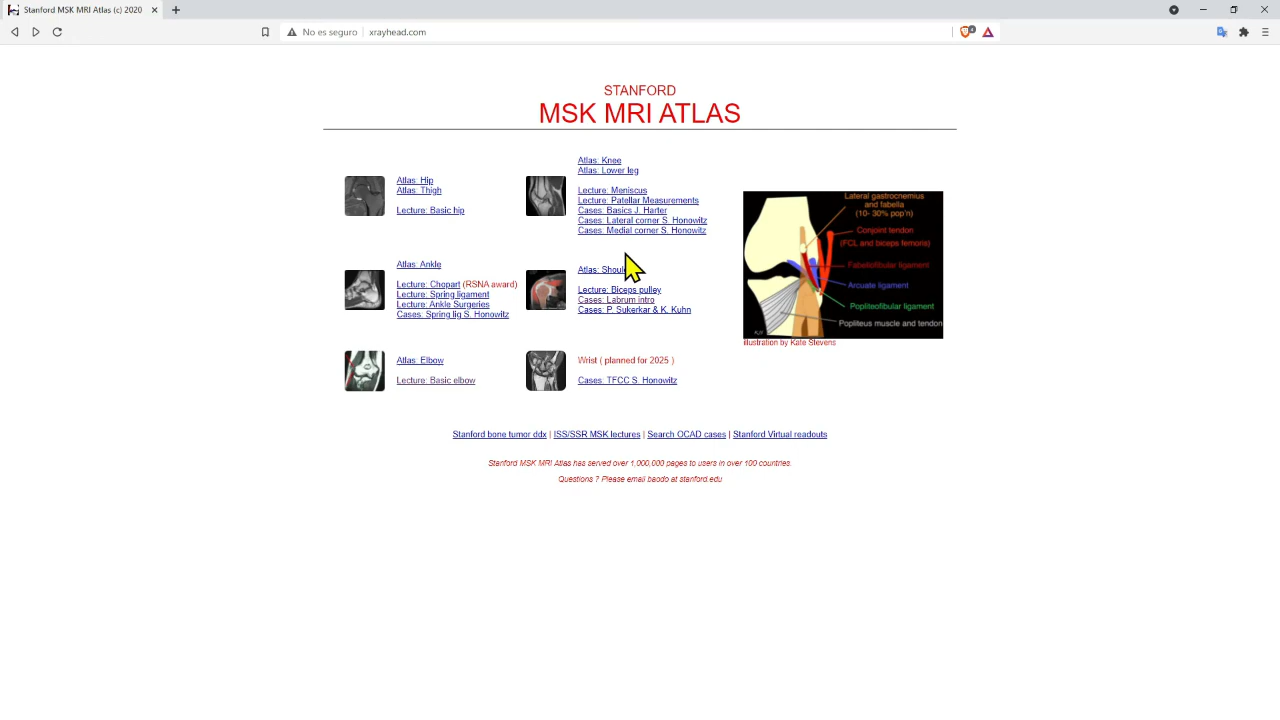 Stanford MSK MRI Atlas (c) 2020
No es seguro
xrayhead.com
STANFORD
MSK MRI ATLAS
Atlas: Hip
Atlas: Thigh
Lecture: Basic hip
Atlas: Knee
Atlas: Lower leg
Lecture: Meniscus
Lecture: Patellar Measurements
Cases: Basics J. Harter
Cases: Lateral corner S. Honowitz
Cases: Medial corner S. Honowitz
Lateral gastrocnemius
and fabella
(10- 30% pop'n)
Conjoint tendon
(FCL and biceps femoris)
Fabellofibular ligament
Arcuate ligament
Popliteofibular ligament
Popliteus muscle and tendon
illustration by Kate Stevens
Atlas: Ankle
Lecture: Chopart (RSNA award)
Lecture: Spring ligament
Lecture: Ankle Surgeries
Cases: Spring lig S. Honowitz
Atlas:
Lecture: Biceps pulley
Cases: Labrum intro
Cases: P. Sukerkar & K. Kuhn
Atlas: Elbow
Lecture: Basic elbow
Wrist ( planned for 2025 )
Cases: TFCC S. Honowitz
Stanford bone tumor ddx | ISS/SSR MSK lectures | Search OCAD cases | Stanford Virtual readouts
Stanford MSK MRI Atlas has served over 1,000,000 pages to users in over 100 countries.
Questions ? Please email baodo at stanford.edu